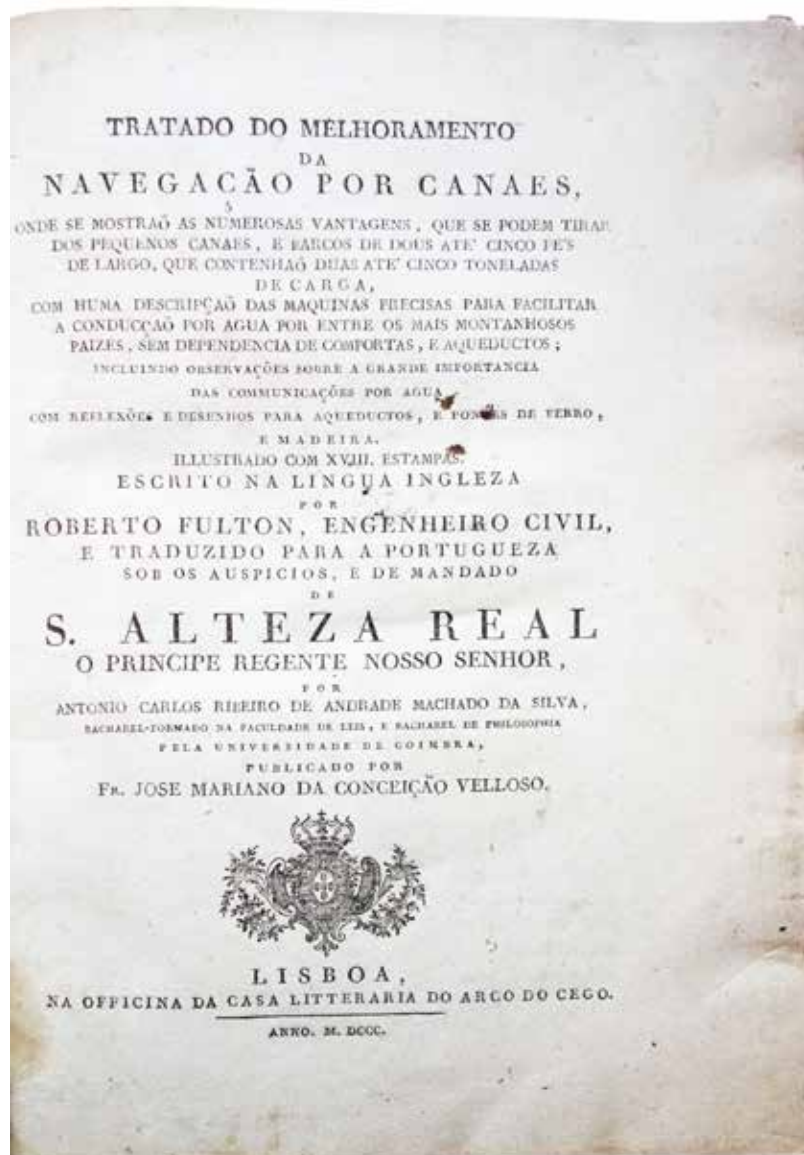 TRATADO DO MELHORAMENTO
DA
NAVEGAÇÃO POR CANAES,
ONDE SE MOSTRAÕ AS NUMEROSAS VANTAGENS, QUE SE PODEM TIRAR
DOS PEQUENOS CANAES, E BARCOS DE DOUS ATE' CINCO PE'S
DE LARGO, QUE CONTENHAÕ DUAS ATE' CINCO TONELADAS
DE CARGA,
COM HUMA DESCRIPÇAÕ DAS MAQUINAS PRECISAS PARA FACILITAR
A CONDUCÇAÕ POR AGUA POR ENTRE OS MAIS MONTANHOSOS
PAIZES, SEM DEPENDENCIA DE COMPORTAS, E AQUEDUCTOS;
INCLUINDO OBSERVAÇÕES SOBRE A GRANDE IMPORTANCIA
DAS COMMUNICAÇÕES POR AGUA
COM REFLEXÕES E DESENHOS PARA AQUEDUCTOS, E PONTES DE FERRO,
E MADEIRA.
ILLUSTRADO COM XVIII. ESTAMPAS.
ESCRITO NA LINGUA INGLEZA
POR
ROBERTO FULTON, ENGENHEIRO CIVIL,
E TRADUZIDO PARA A PORTUGUEZA
SOB OS AUSPICIOS, E DE MANDADO
DE
S. ALTEZA REAL
O PRINCIPE REGENTE NOSSO SENHOR,
POR
ANTONIO CARLOS RIBEIRO DE ANDRADE MACHADO DA SILVA,
BACHAREL-FORMADO NA FACULDADE DE LEIS, E BACHAREL DE PHILOSOPHIA
PELA UNIVERSIDADE DE COIMBRA,
PUBLICADO POR
FR. JOSE MARIANO DA CONCEIÇÃO VELLOSO.
LISBOA,
NA OFFICINA DA CASA LITTERARIA DO ARCO DO CEGO.
ANNO. M. DCCC.